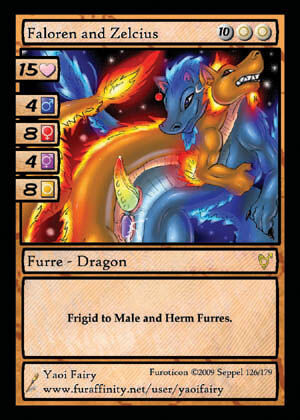 Faloren and Zelcius 10
15
4
8
4
8
Furre - Dragon
Frigid to Male and Herm Furres.
Yaoi Fairy Furoticon ©2009 Seppel 126/179
www.furaffinity.net/user/yaoifairy